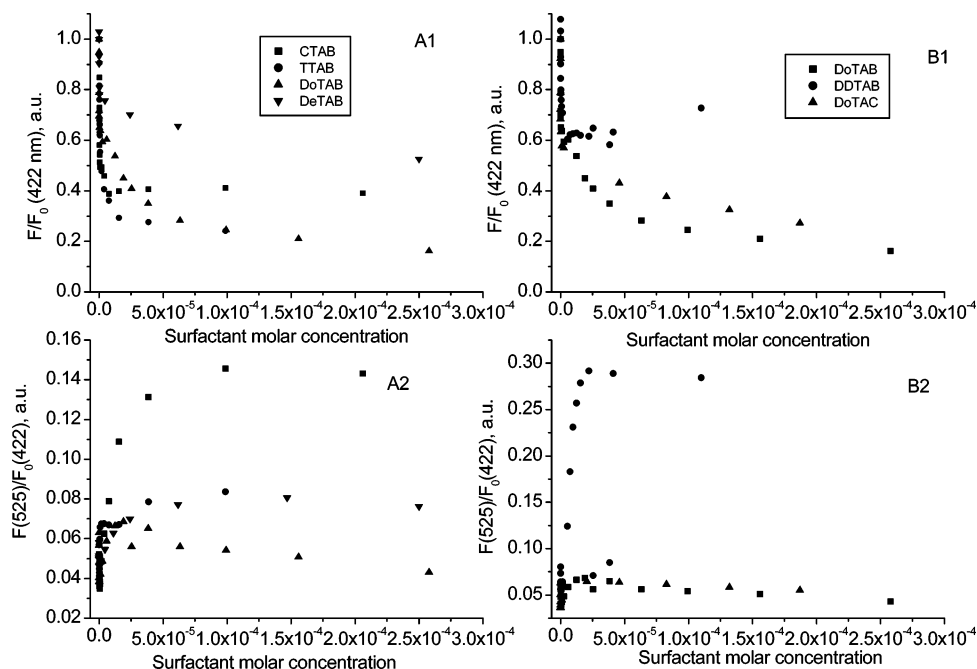 A1
1.0
0.8
0.6
0.4
0.2
0.0
F/F₀ (422 nm), a.u.
CTAB
TTAB
DoTAB
DeTAB
0.0 5.0x10⁻⁵ 1.0x10⁻⁴ 1.5x10⁻⁴ 2.0x10⁻⁴ 2.5x10⁻⁴ 3.0x10⁻⁴
Surfactant molar concentration
B1
1.0
0.8
0.6
0.4
0.2
0.0
F/F₀ (422 nm), a.u.
DoTAB
DDTAB
DoTAC
0.0 5.0x10⁻⁵ 1.0x10⁻⁴ 1.5x10⁻⁴ 2.0x10⁻⁴ 2.5x10⁻⁴ 3.0x10⁻⁴
Surfactant molar concentration
A2
0.16
0.14
0.12
0.10
0.08
0.06
0.04
0.02
F(525)/F₀(422), a.u.
0.0 5.0x10⁻⁵ 1.0x10⁻⁴ 1.5x10⁻⁴ 2.0x10⁻⁴ 2.5x10⁻⁴ 3.0x10⁻⁴
Surfactant molar concentration
B2
0.30
0.25
0.20
0.15
0.10
0.05
F(525)/F₀(422), a.u.
0.0 5.0x10⁻⁵ 1.0x10⁻⁴ 1.5x10⁻⁴ 2.0x10⁻⁴ 2.5x10⁻⁴ 3.0x10⁻⁴
Surfactant molar concentration